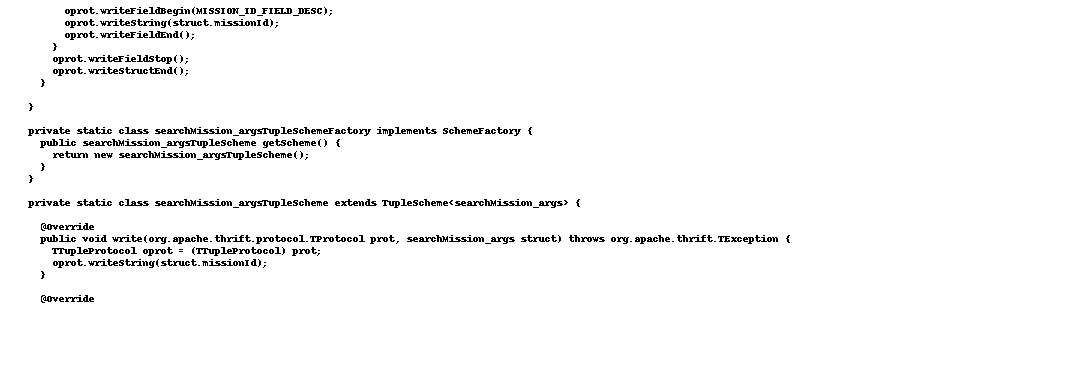 oprot.writeFieldBegin(MISSION_ID_FIELD_DESC);
oprot.writeString(struct.missionId);
oprot.writeFieldEnd();
}
oprot.writeFieldStop();
oprot.writeStructEnd();
}
}
private static class searchMission_argsTupleSchemeFactory implements SchemeFactory {
public searchMission_argsTupleScheme getScheme() {
return new searchMission_argsTupleScheme();
}
}
private static class searchMission_argsTupleScheme extends TupleScheme<searchMission_args> {
@Override
public void write(org.apache.thrift.protocol.TProtocol prot, searchMission_args struct) throws org.apache.thrift.TException {
TTupleProtocol oprot = (TTupleProtocol) prot;
oprot.writeString(struct.missionId);
}
@Override